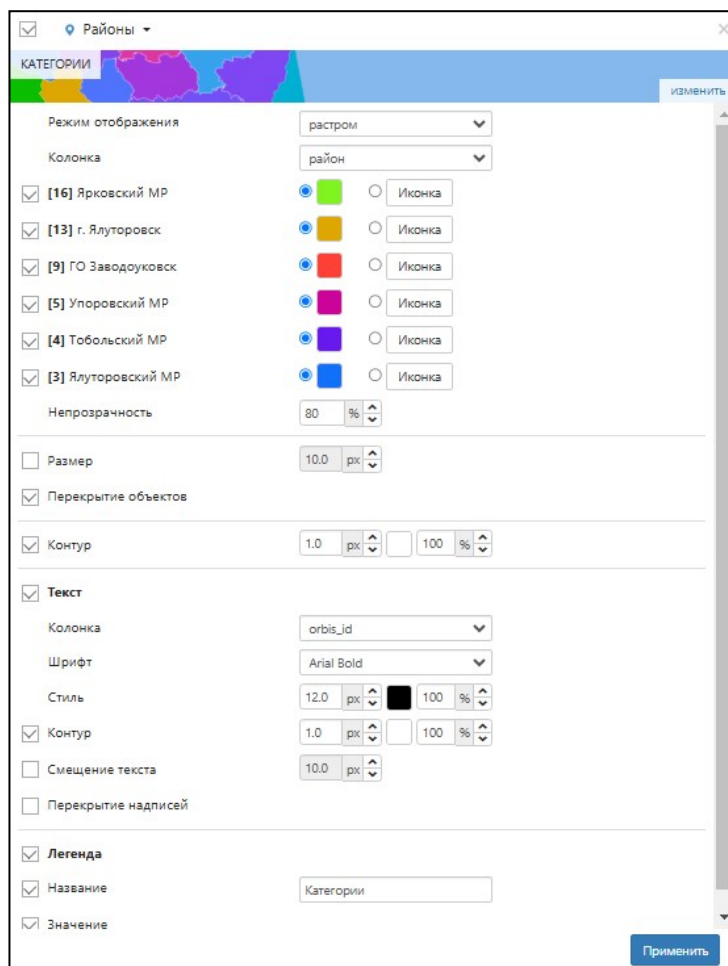 Районы
КАТЕГОРИИ
изменить
Режим отображения растром
Колонка район
[16] Ярковский МР Иконка
[13] г. Ялуторовск Иконка
[9] ГО Заводоуковск Иконка
[5] Упоровский МР Иконка
[4] Тобольский МР Иконка
[3] Ялуторовский МР Иконка
Непрозрачность 80 %
Размер 10.0 px
Перекрытие объектов
Контур 1.0 px 100 %
Текст
Колонка orbis_id
Шрифт Arial Bold
Стиль 12.0 px 100 %
Контур 1.0 px 100 %
Смещение текста 10.0 px
Перекрытие надписей
Легенда
Название Категории
Значение
Применить